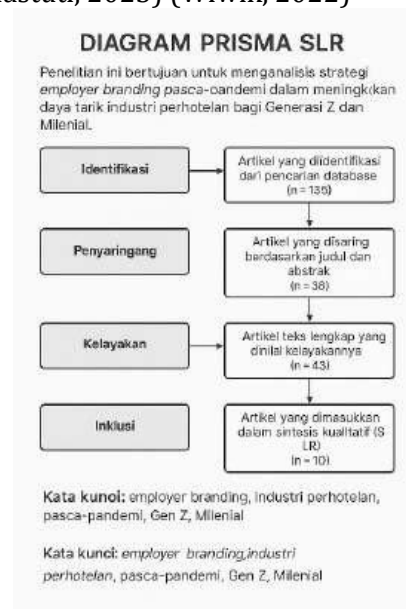 2023) (Wiwin, 2022)
DIAGRAM PRISMA SLR
Penelitian ini bertujuan untuk menganalisis strategi
employer branding pasca-oandemi dalam meningkıkan
daya tarik industri perhotelan bagi Generasi Z dan
Milenial.
Identifikasi
Artikel yang diidentifikasi
dari pencarian database
(n = 135)
Penyaringang
Artikel yang disaring
berdasarkan judul dan
abstrak
(n = 38)
Kelayakan
Artikel teks lengkap yang
dinilai kelayakannya
(n = 43)
Inklusi
Artikel yang dimasukkan
dalam sintesis kualitatif (S
LR)
(n = 10)
Kata kunoi: employer branding, industri perhotelan,
pasca-pandemi, Gen Z, Milenial
Kata kunci: employer branding,industri
perhotelan, pasca-pandemi, Gen Z, Milenial